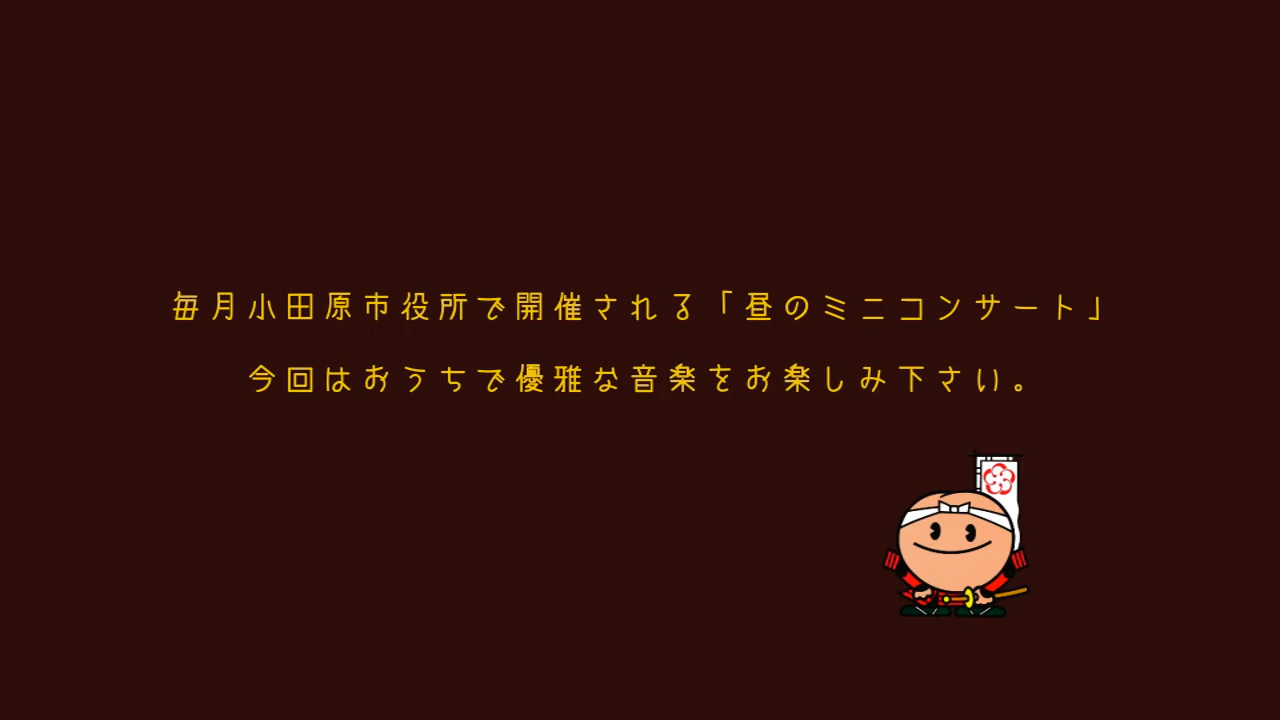 毎月小田原市役所で開催される「昼のミニコンサート」
今回はおうちで優雅な音楽をお楽しみ下さい。